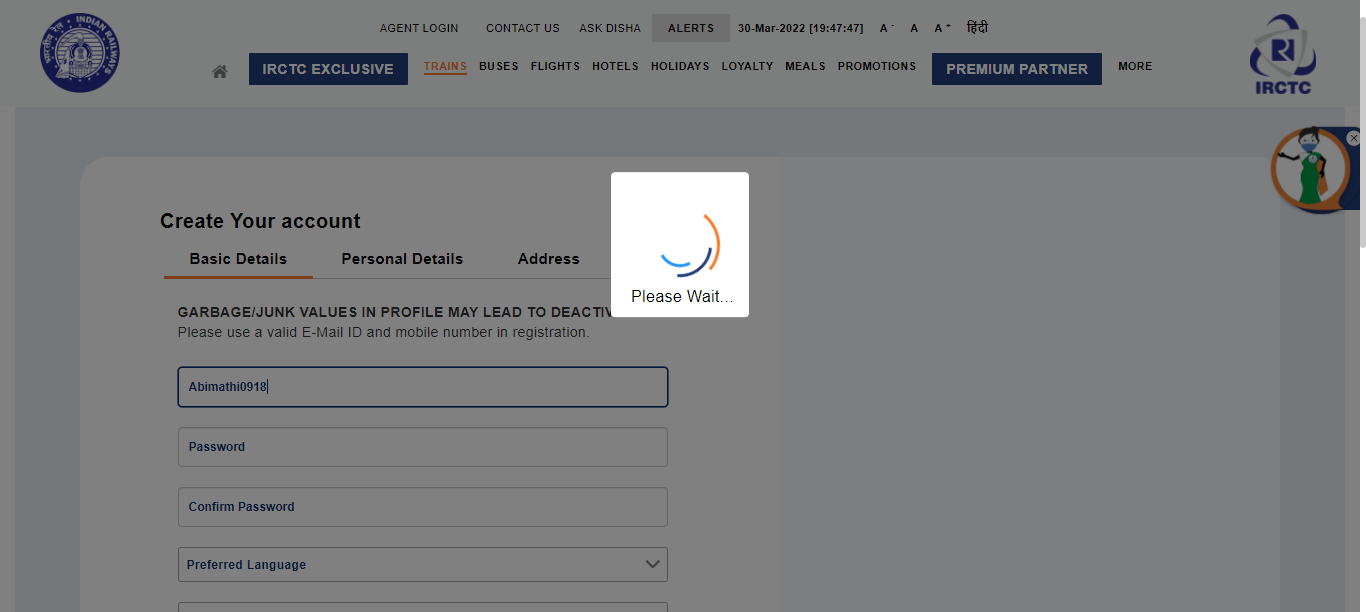 AGENT LOGIN CONTACT US ASK DISHA ALERTS 30-Mar-2022 [19:47:47] A - A A + हिंदी
IRCTC EXCLUSIVE TRAINS BUSES FLIGHTS HOTELS HOLIDAYS LOYALTY MEALS PROMOTIONS PREMIUM PARTNER MORE
INDIAN RAILWAYS
भारतीय रेल
IRCTC
Create Your account
Basic Details Personal Details Address
Please Wait...
GARBAGE/JUNK VALUES IN PROFILE MAY LEAD TO DEACTIV
Please use a valid E-Mail ID and mobile number in registration.
Abimathi0918
Password
Confirm Password
Preferred Language